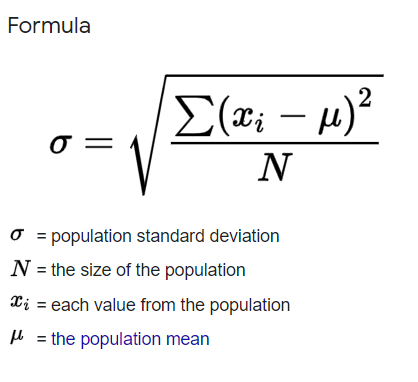 Formula
σ = √(∑(xᵢ − μ)² / N)
σ = population standard deviation
N = the size of the population
xᵢ = each value from the population
μ = the population mean